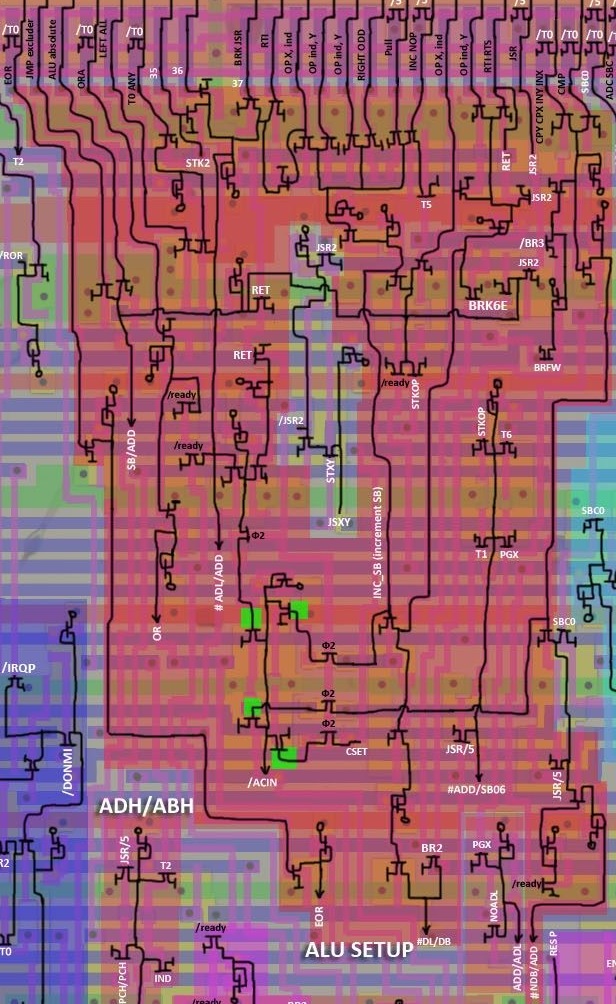 /T0
/T0
/T0
/T0
/T0
/T0
/5
/5
/5
EOR
JMP excluder
ALU absolute
ORA
LEFT ALL
TO ANY
35
36
BRK JSR
RTI
OP X, ind
OP ind, Y
OP ind, Y
RIGHT ODD
Pull
INC NOP
OP X, ind
OP ind, Y
RTI RTS
JSR
CPY CPX INY INX
CMP
SBC0
ADC SBC
37
T2
STK2
RET
JSR2
T5
JSR2
/ROR
JSR2
/BR3
JSR2
RET
BRK6E
RET
BRFW
/ready
/ready
STKOP
STKOP
/JSR2
T6
SB/ADD
/ready
STXY
INC_SB (increment SB)
JSXY
SBC0
Φ2
T1
PGX
# ADL/ADD
OR
SBC0
Φ2
/IRQP
Φ2
Φ2
CSET
JSR/5
/DONMI
/ACIN
#ADD/SB06
JSR/5
ADH/ABH
JSR/5
BR2
PGX
R2
T2
/ready
NOADL
EOR
/ready
ALU SETUP
#DL/DB
T0
PCH/PCH
IND
ADD/ADL
#NDB/ADD
RES P
/ready